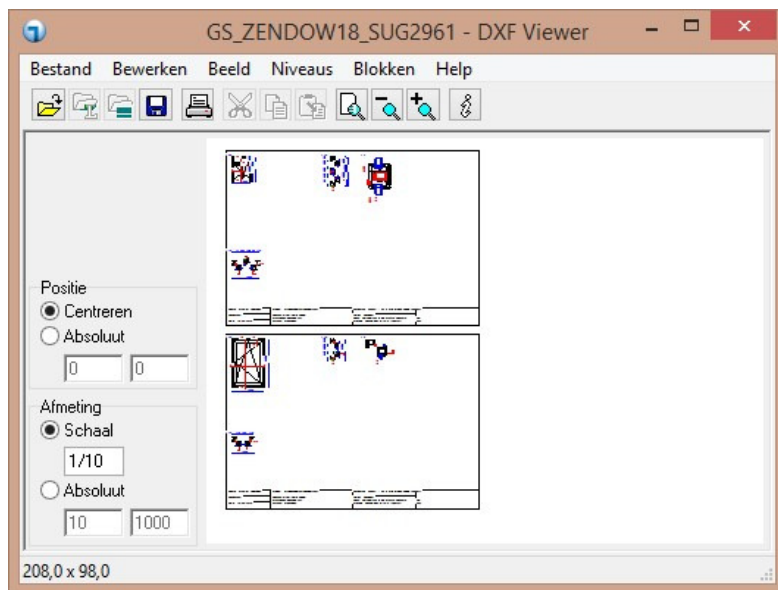 GS_ZENDOW18_SUG2961 - DXF Viewer
Bestand Bewerken Beeld Niveaus Blokken Help
Positie
Centreren
Absoluut
0 0
Afmeting
Schaal
1/10
Absoluut
10 1000
208,0 x 98,0